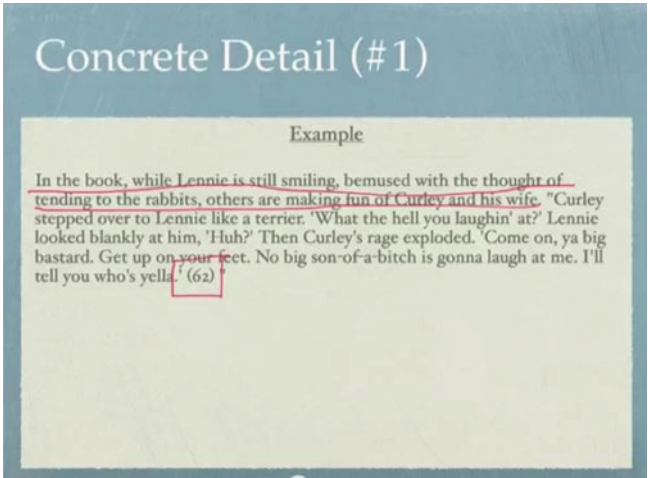 Concrete Detail (#1)
Example
In the book, while Lennie is still smiling, bemused with the thought of
tending to the rabbits, others are making fun of Curley and his wife. "Curley
stepped over to Lennie like a terrier. 'What the hell you laughin' at?' Lennie
looked blankly at him, 'Huh?' Then Curley's rage exploded. 'Come on, ya big
bastard. Get up on your feet. No big son-of-a-bitch is gonna laugh at me. I'll
tell you who's yella.' (62) "